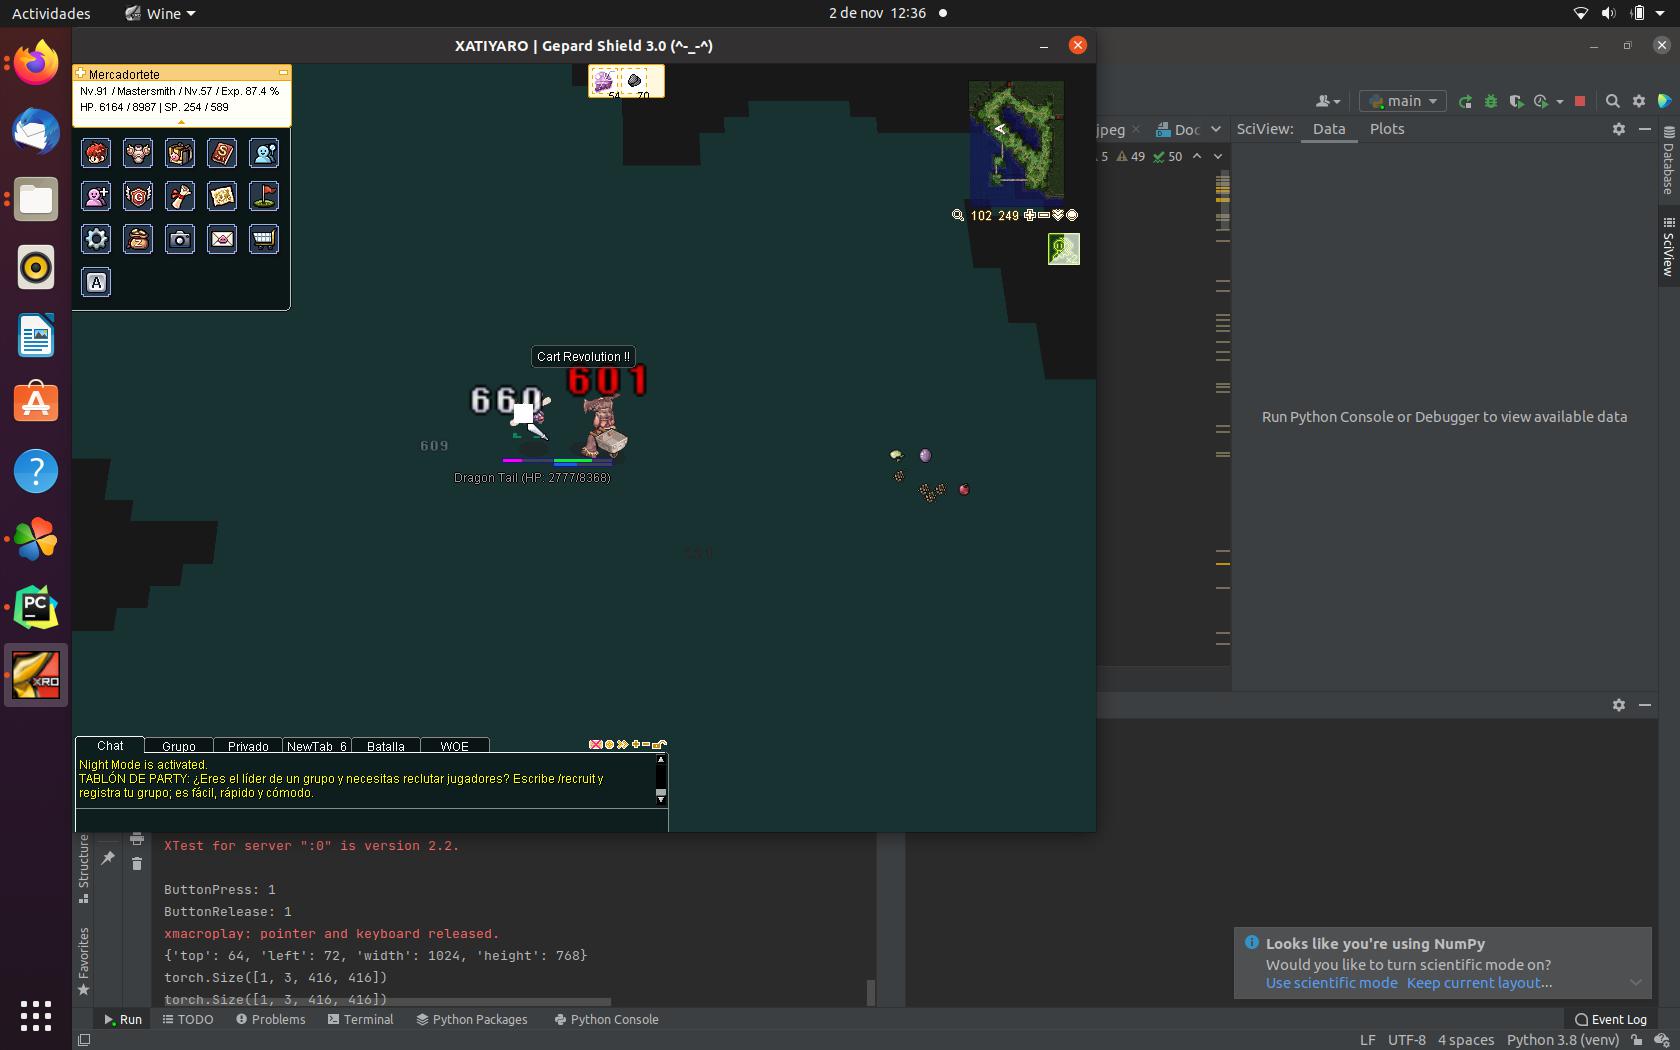 Actividades
Wine
2 de nov 12:36
XATIYARO | Gepard Shield 3.0 (^-_-^)
Mercadortete
Nv.91 / Mastersmith / Nv.57 / Exp. 87.4 %
HP. 6164 / 8987 | SP. 254 / 589
54 70
S
G
Z
A
102 249
x2
Cart Revolution !!
660
601
609
Dragon Tail (HP: 2777/8368)
Chat
Grupo
Privado
NewTab_6
Batalla
WOE
Night Mode is activated.
TABLÓN DE PARTY: ¿Eres el líder de un grupo y necesitas reclutar jugadores? Escribe /recruit y
registra tu grupo; es fácil, rápido y cómodo.
PC
XRO
main
jpeg
Doc
5 49 50
SciView:
Data
Plots
Database
SciView
Run Python Console or Debugger to view available data
Structure
Favorites
XTest for server ":0" is version 2.2.
ButtonPress: 1
ButtonRelease: 1
xmacroplay: pointer and keyboard released.
{'top': 64, 'left': 72, 'width': 1024, 'height': 768}
torch.Size([1, 3, 416, 416])
torch.Size([1, 3, 416, 416])
Looks like you're using NumPy
Would you like to turn scientific mode on?
Use scientific mode Keep current layout...
Run
TODO
Problems
Terminal
Python Packages
Python Console
Event Log
LF UTF-8 4 spaces Python 3.8 (venv)